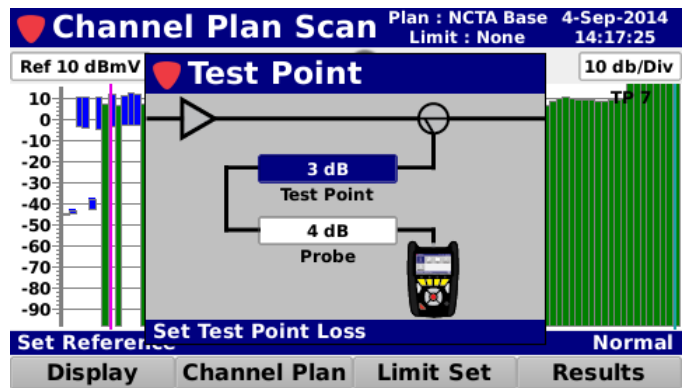 Channel Plan Scan
Plan : NCTA Base 4-Sep-2014
Limit : None 14:17:25
Ref 10 dBmV
Test Point
10 db/Div
TP 7
10
0
-10
-20
-30
-40
-50
-60
-70
-80
-90
3 dB
Test Point
4 dB
Probe
Set Test Point Loss
Set Reference
Normal
Display
Channel Plan
Limit Set
Results